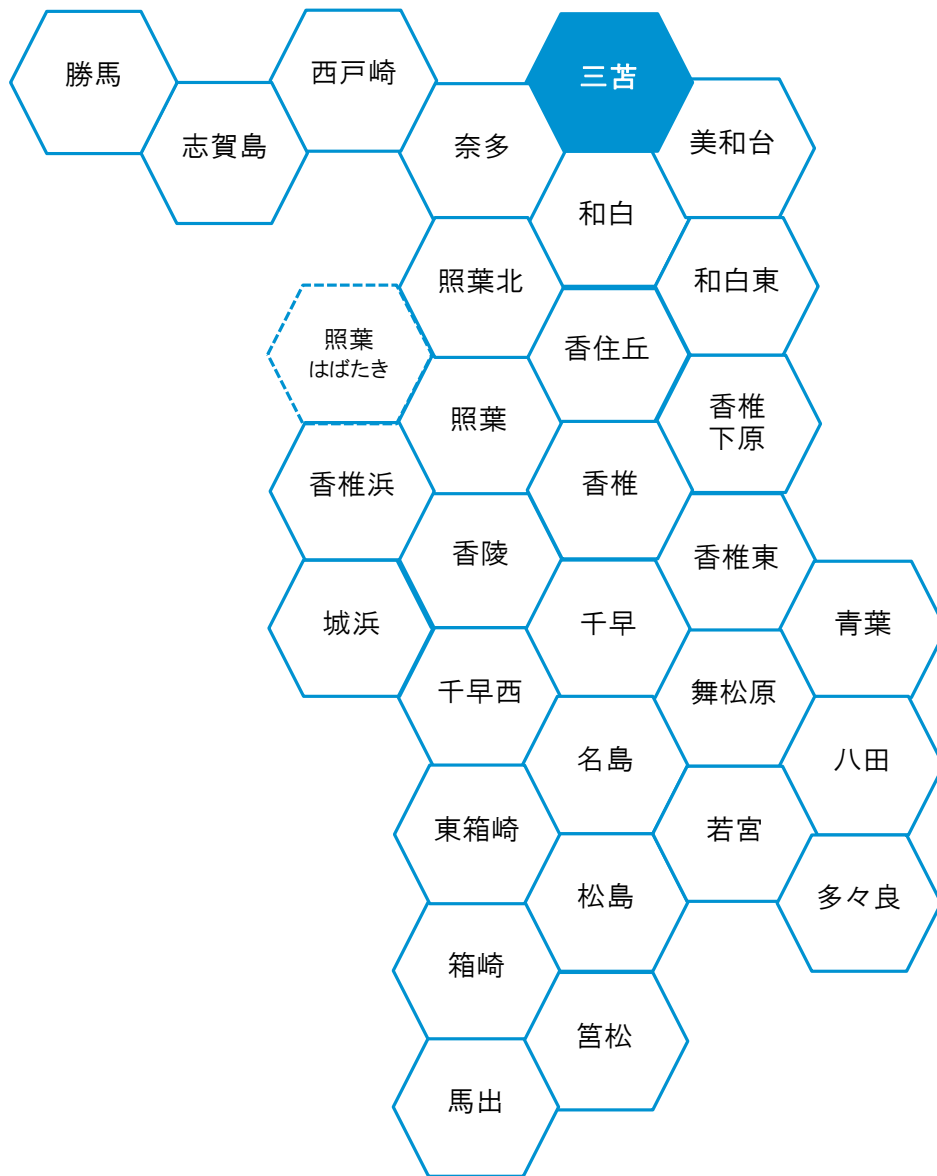 勝馬
西戸崎
三苫
志賀島
奈多
美和台
和白
照葉北
和白東
照葉
はばたき
香住丘
照葉
香椎
下原
香椎浜
香椎
香陵
香椎東
城浜
千早
青葉
千早西
舞松原
名島
八田
東箱崎
若宮
松島
多々良
箱崎
筥松
馬出